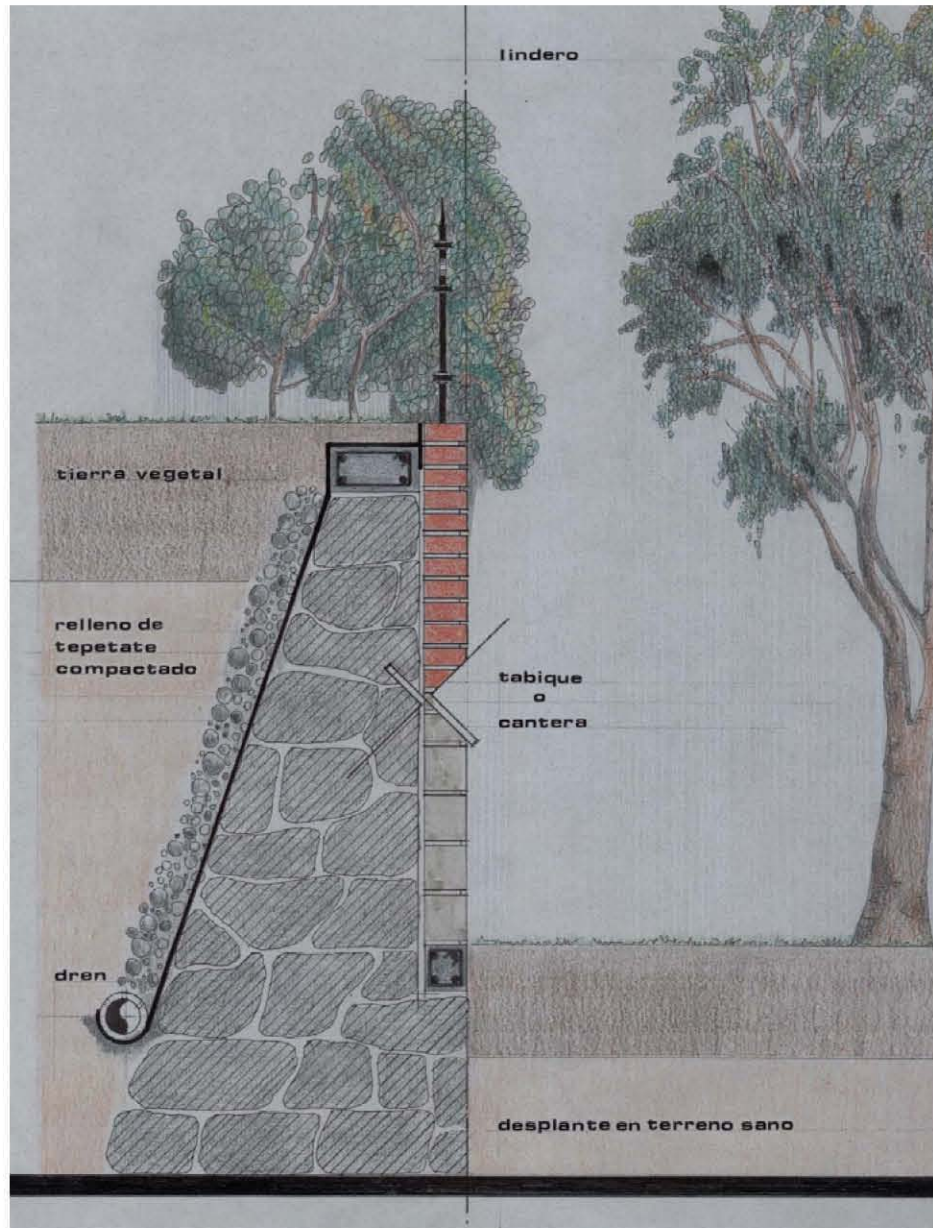 lindero
tierra vegetal
relleno de
tepetate
compactado
tabique
o
cantera
dren
desplante en terreno sano